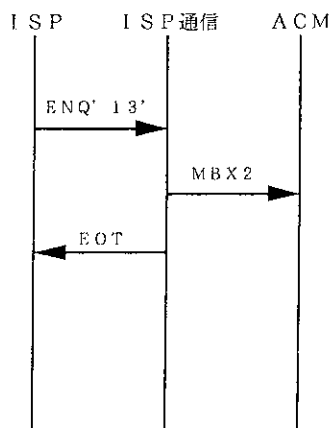 ISP ISP通信 ACM
ENQ'13'
MBX2
EOT